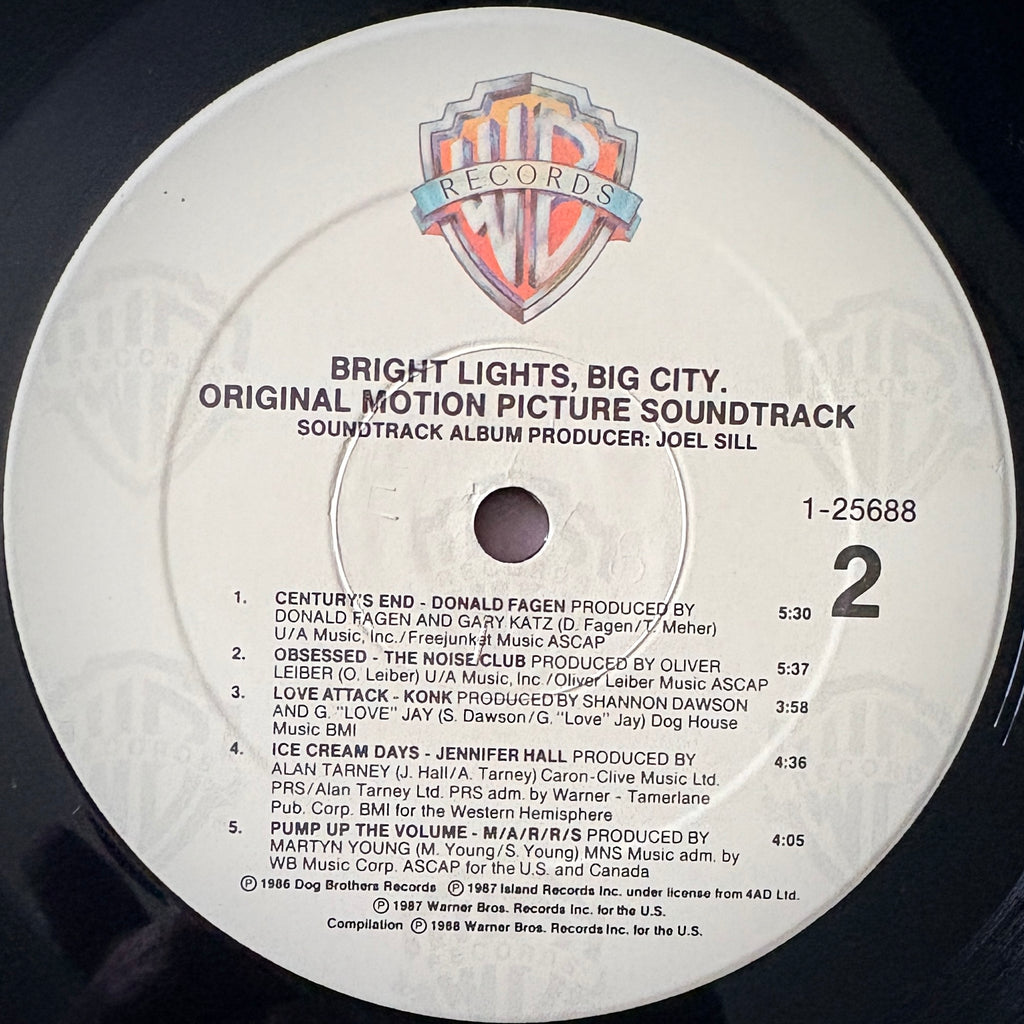 WB
RECORDS
BRIGHT LIGHTS, BIG CITY.
ORIGINAL MOTION PICTURE SOUNDTRACK
SOUNDTRACK ALBUM PRODUCER: JOEL SILL
1-25688
2
1. CENTURY'S END - DONALD FAGEN PRODUCED BY 5:30
DONALD FAGEN AND GARY KATZ (D. Fagen/T. Meher)
U/A Music, Inc./Freejunket Music ASCAP
2. OBSESSED - THE NOISE CLUB PRODUCED BY OLIVER 5:37
LEIBER (O. Leiber) U/A Music, Inc./Oliver Leiber Music ASCAP
3. LOVE ATTACK - KONK PRODUCED BY SHANNON DAWSON 3:58
AND G. "LOVE" JAY (S. Dawson/G. "Love" Jay) Dog House
Music BMI
4. ICE CREAM DAYS - JENNIFER HALL PRODUCED BY 4:36
ALAN TARNEY (J. Hall/A. Tarney) Caron-Clive Music Ltd.
PRS/Alan Tarney Ltd. PRS adm. by Warner - Tamerlane
Pub. Corp. BMI for the Western Hemisphere
5. PUMP UP THE VOLUME - M/A/R/R/S PRODUCED BY 4:05
MARTYN YOUNG (M. Young/S. Young) MNS Music adm. by
WB Music Corp. ASCAP for the U.S. and Canada
℗ 1986 Dog Brothers Records ℗ 1987 Island Records Inc. under license from 4AD Ltd.
℗ 1987 Warner Bros. Records Inc. for the U.S.
Compilation ℗ 1988 Warner Bros. Records Inc. for the U.S.